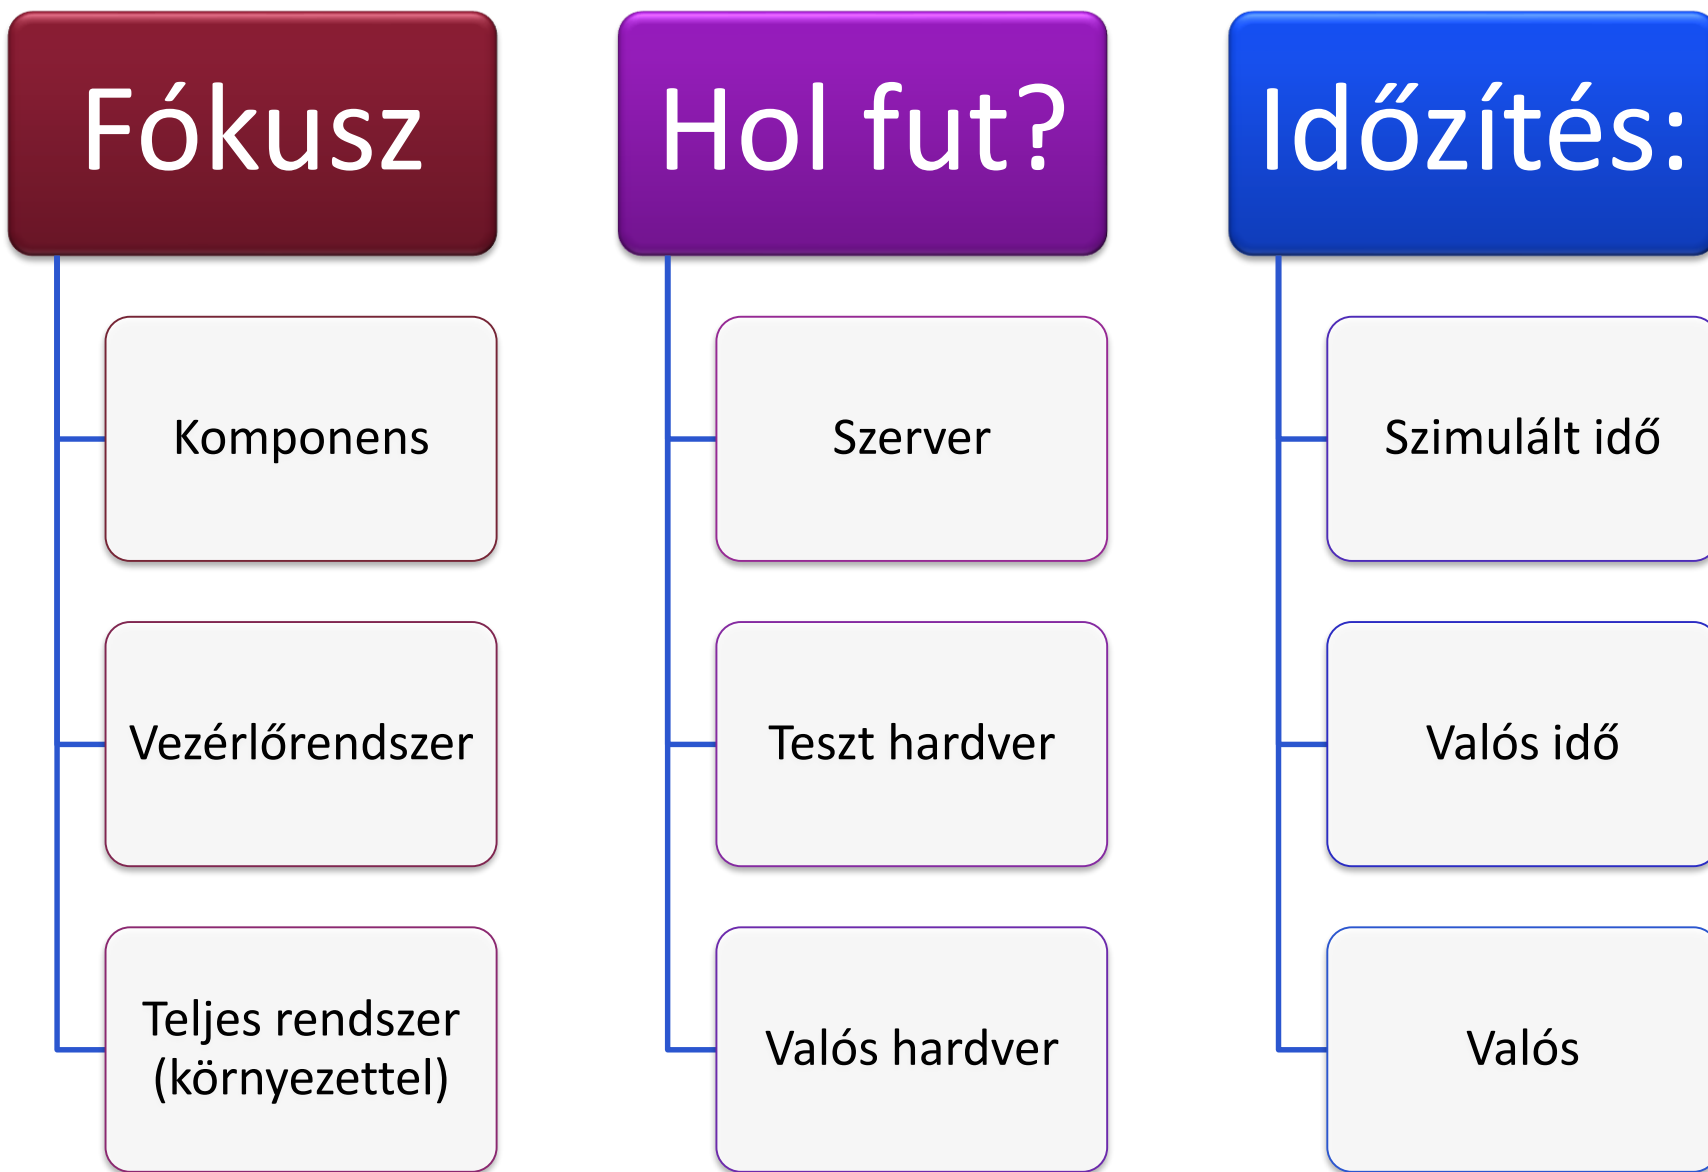 Fókusz
Komponens
Vezérlőrendszer
Teljes rendszer
(környezettel)
Hol fut?
Szerver
Teszt hardver
Valós hardver
Időzítés:
Szimulált idő
Valós idő
Valós